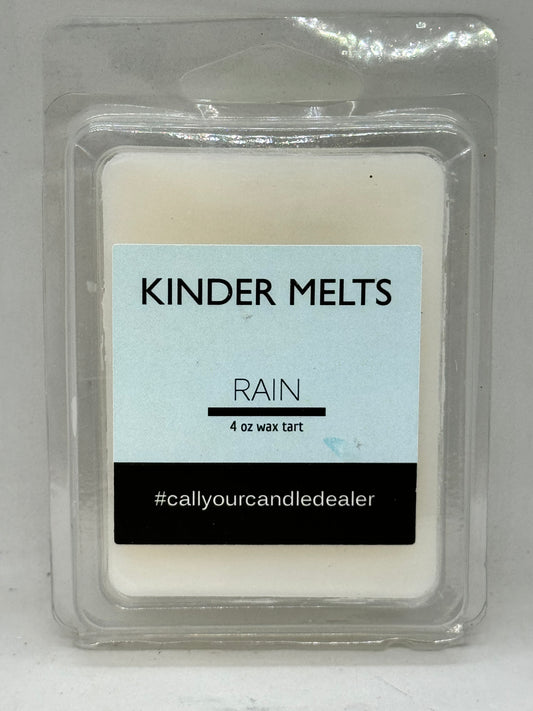 KINDER MELTS
RAIN
4 oz wax tart
#callyourcandledealer